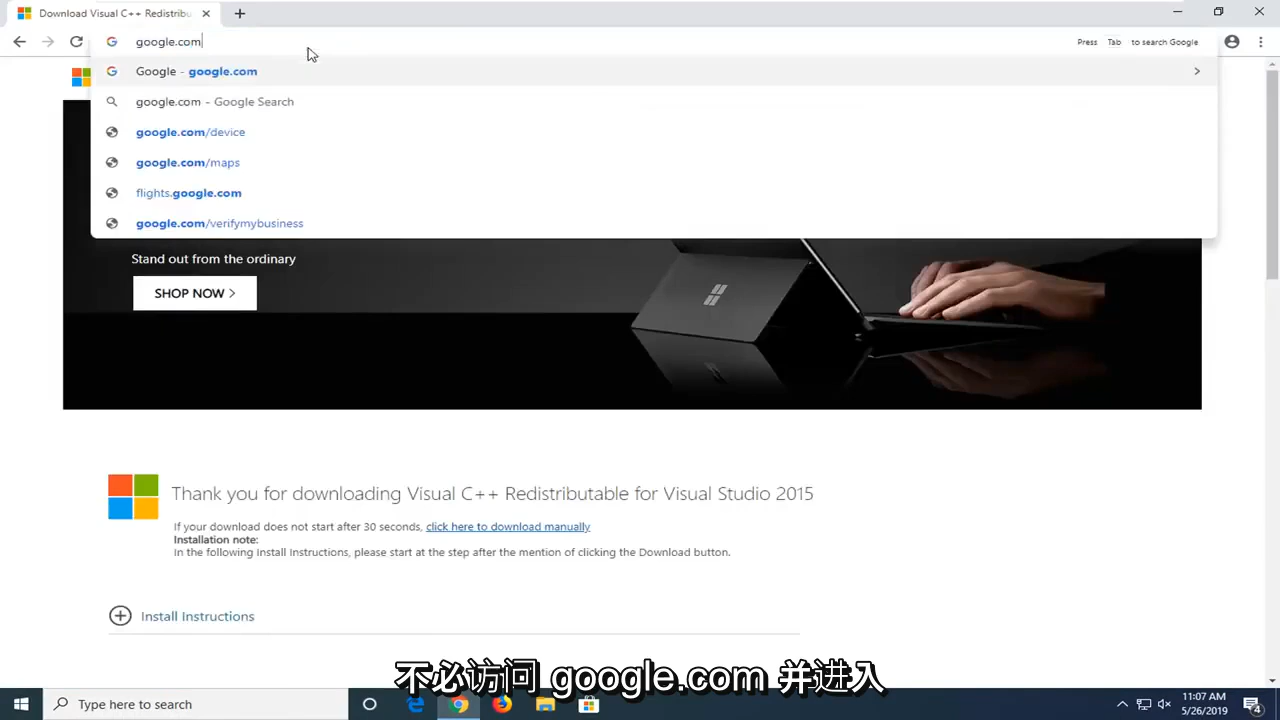 Download Visual C++ Redistribu
google.com
Press Tab to search Google
Google - google.com
google.com - Google Search
google.com/device
google.com/maps
flights.google.com
google.com/verifymybusiness
Stand out from the ordinary
SHOP NOW >
Thank you for downloading Visual C++ Redistributable for Visual Studio 2015
If your download does not start after 30 seconds, click here to download manually
Installation note:
In the following Install Instructions, please start at the step after the mention of clicking the Download button.
Install Instructions
不必访问 google.com 并进入
Type here to search
11:07 AM
5/26/2019
4